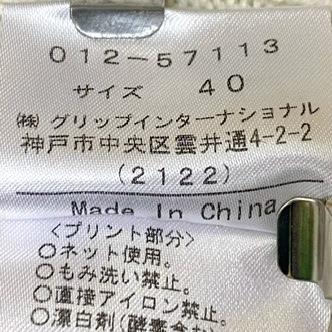 012-57113
サイズ 40
㈱ グリップインターナショナル
神戸市中央区雲井通4-2-2
(2122)
Made In China
<プリント部分>
○ネット使用。
○もみ洗い禁止。
○直接アイロン禁止。
○漂白剤(酵素含